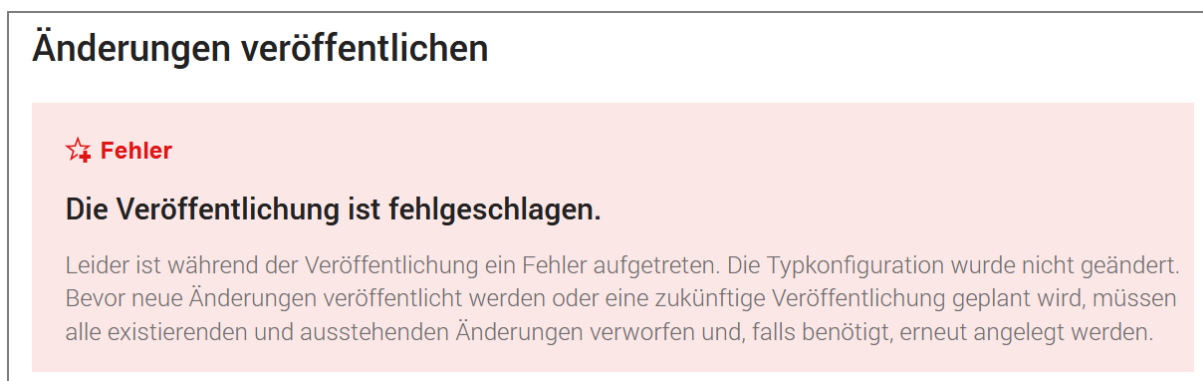 Änderungen veröffentlichen
Fehler
Die Veröffentlichung ist fehlgeschlagen.
Leider ist während der Veröffentlichung ein Fehler aufgetreten. Die Typkonfiguration wurde nicht geändert.
Bevor neue Änderungen veröffentlicht werden oder eine zukünftige Veröffentlichung geplant wird, müssen
alle existierenden und ausstehenden Änderungen verworfen und, falls benötigt, erneut angelegt werden.